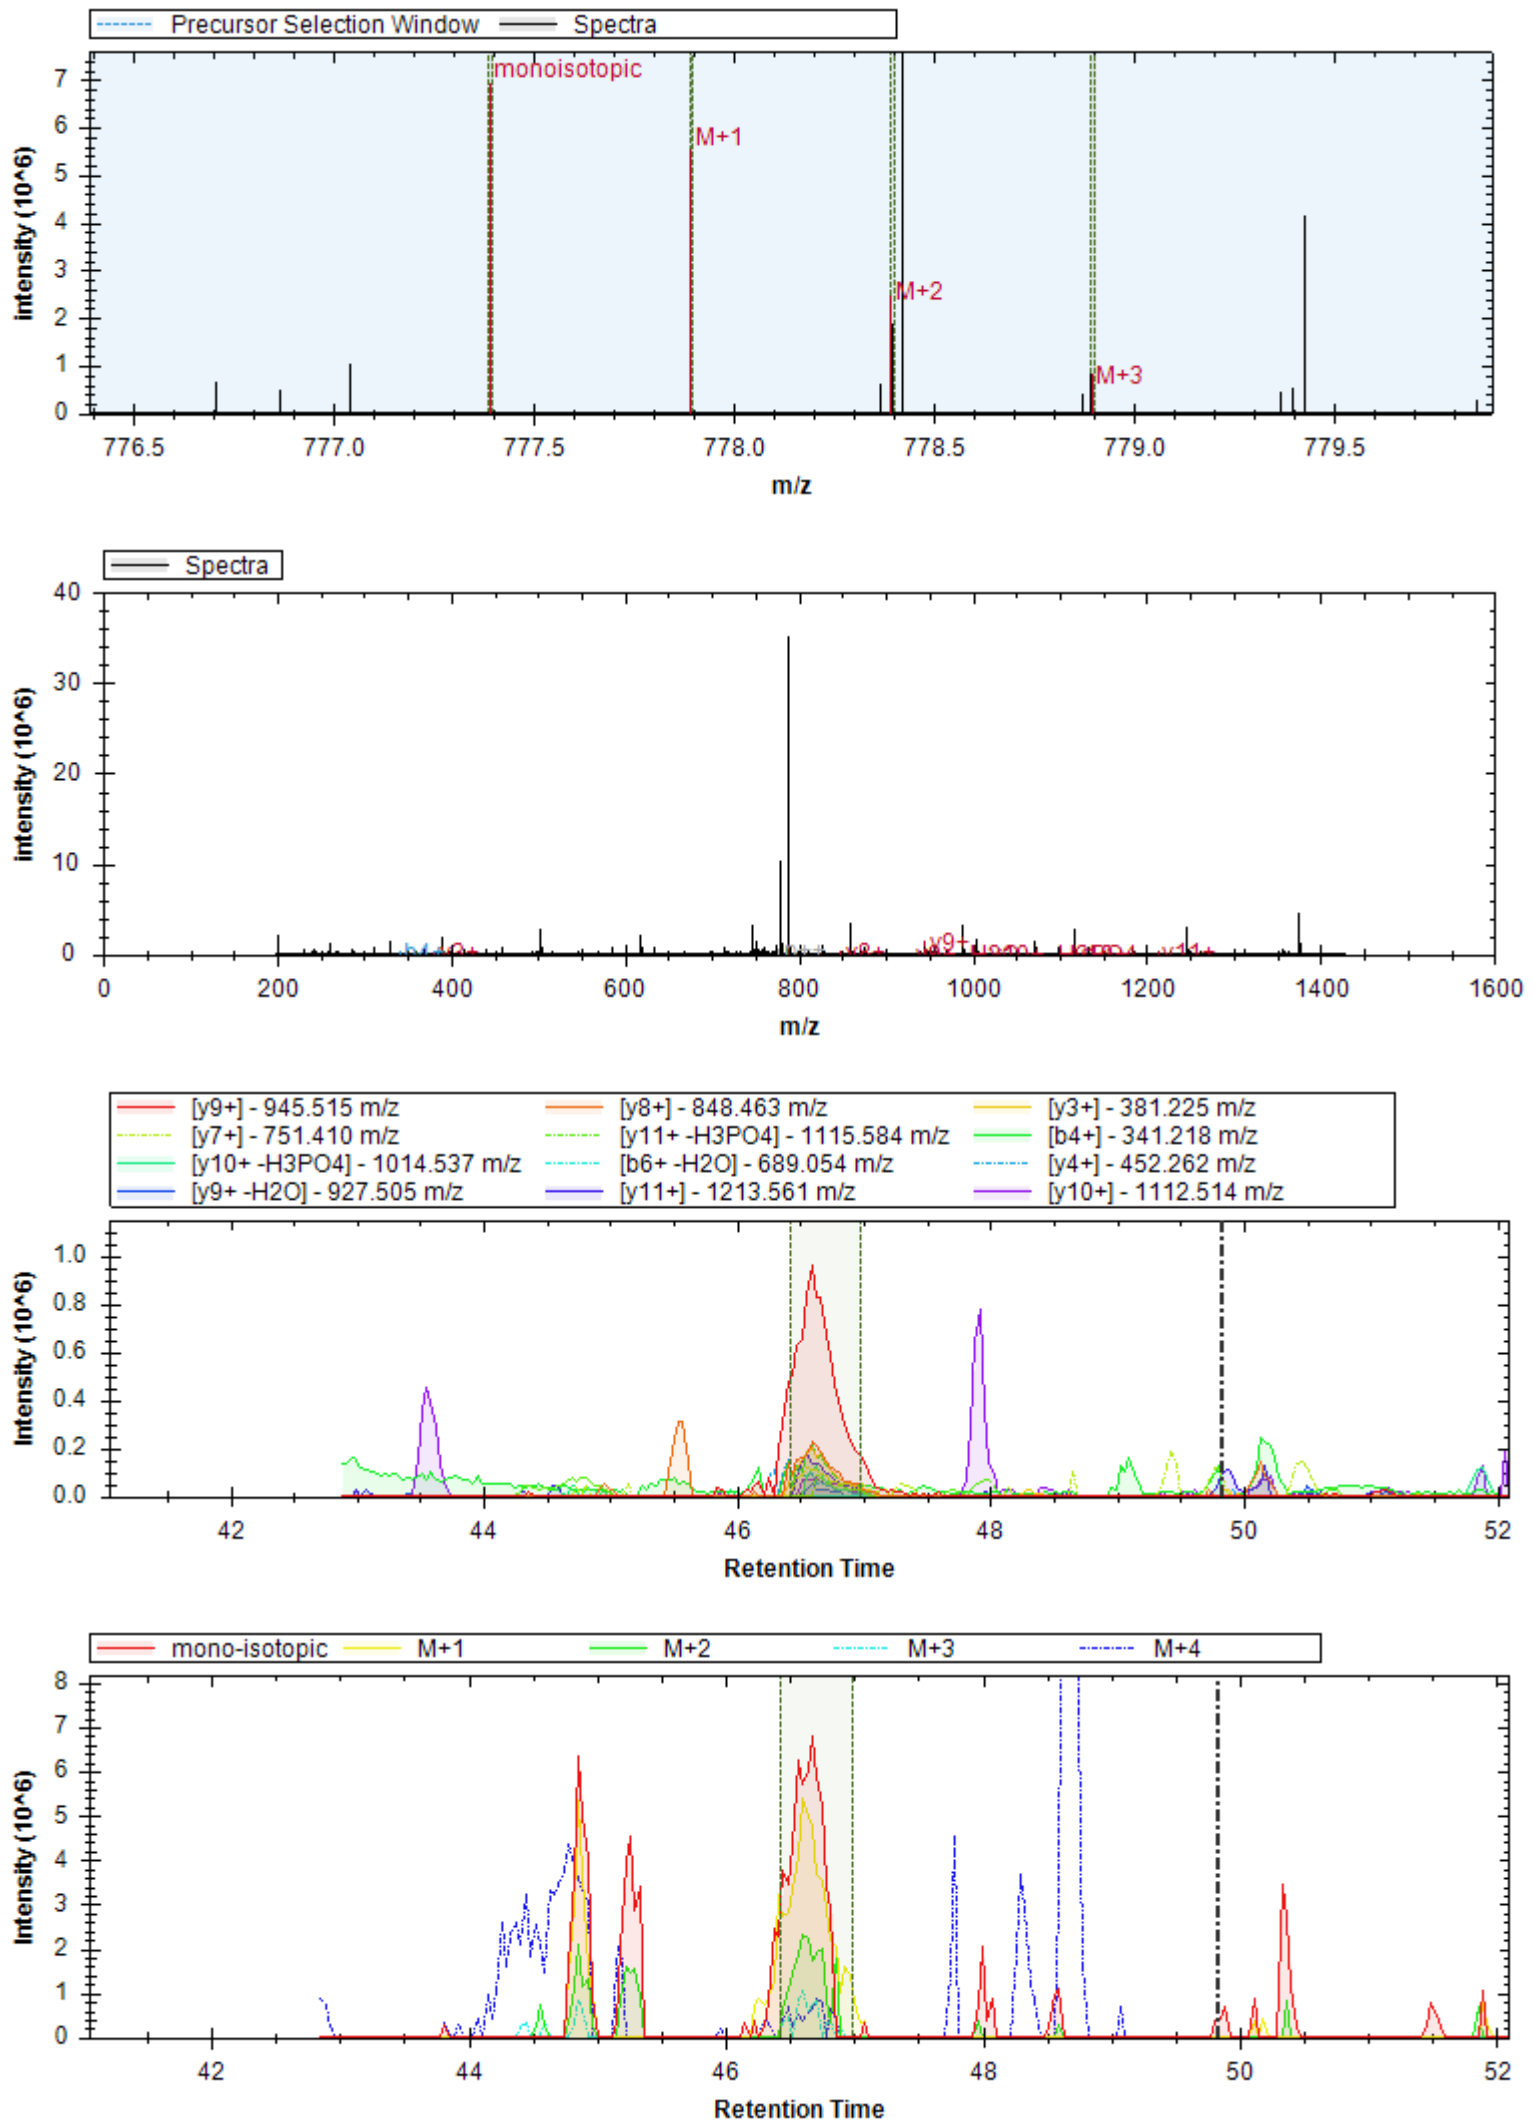 Precursor Selection Window Spectra
monoisotopic
M+1
M+2
M+3
7
6
5
4
3
2
1
0
intensity (10^6)
776.5 777.0 777.5 778.0 778.5 779.0 779.5
m/z
Spectra
40
30
20
10
0
intensity (10^6)
y9+
y11+
0 200 400 600 800 1000 1200 1400 1600
m/z
[y9+] - 945.515 m/z [y8+] - 848.463 m/z [y3+] - 381.225 m/z
[y7+] - 751.410 m/z [y11+ -H3PO4] - 1115.584 m/z [b4+] - 341.218 m/z
[y10+ -H3PO4] - 1014.537 m/z [b6+ -H2O] - 689.054 m/z [y4+] - 452.262 m/z
[y9+ -H2O] - 927.505 m/z [y11+] - 1213.561 m/z [y10+] - 1112.514 m/z
1.0
0.8
0.6
0.4
0.2
0.0
Intensity (10^6)
42 44 46 48 50 52
Retention Time
mono-isotopic M+1 M+2 M+3 M+4
8
7
6
5
4
3
2
1
0
Intensity (10^6)
42 44 46 48 50 52
Retention Time